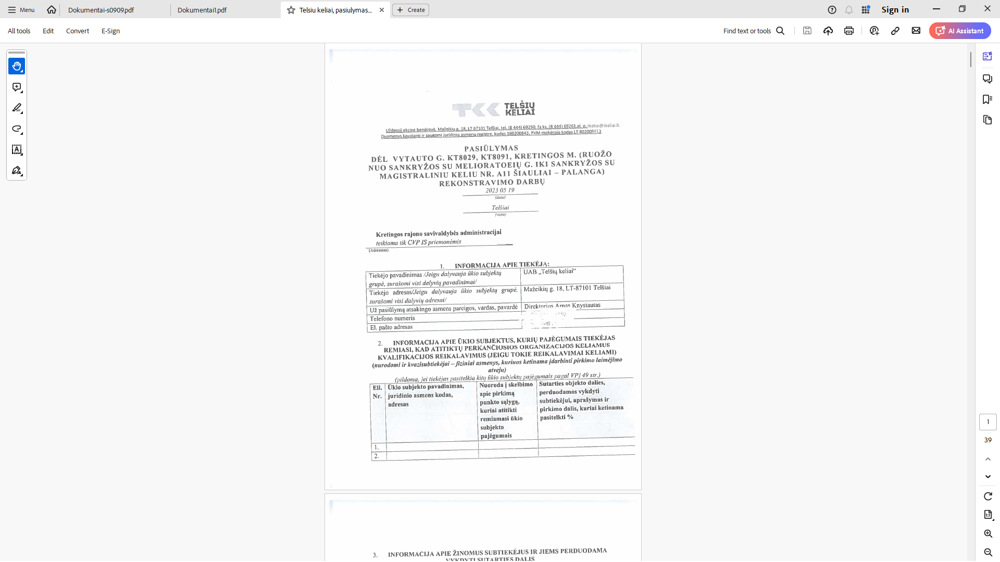 Menu
Dokumentai-s0909.pdf
Dokumentai1.pdf
Telsiu keliai, pasiulymas....
Create
Sign in
All tools
Edit
Convert
E-Sign
Find text or tools
AI Assistant
TELŠIŲ
KELIAI
Uždaroji akcinė bendrovė, Mažeikių g. 18, LT 87101 Telšiai, tel. (8 444) 69250, fa ks. (8 444) 69261,el. p. tkeliai@tkeliai.lt
Duomenys kaupiami ir saugomi Juridinių asmenų registre, kodas 180200843, PVM mokėtojo kodas LT 802008413
PASIŪLYMAS
DĖL VYTAUTO G. KT8029, KT8091, KRETINGOS M. (RUOŽO
NUO SANKRYŽOS SU MELIORATOEIŲ G. IKI SANKRYŽOS SU
MAGISTRALINIU KELIU NR. A11 ŠIAULIAI – PALANGA)
REKONSTRAVIMO DARBŲ
2023 05 19
(data)
Telšiai
(vieta)
Kretingos rajono savivaldybės administracijai
teikiama tik CVP IS priemonėmis
(Adresatas)
1. INFORMACIJA APIE TIEKĖJĄ:
Tiekėjo pavadinimas /Jeigu dalyvauja ūkio subjektų
grupė, surašomi visi dalyvių pavadinimai/
UAB „Telšių keliai“
Tiekėjo adresas/Jeigu dalyvauja ūkio subjektų grupė,
surašomi visi dalyvių adresai/
Mažeikių g. 18, LT-87101 Telšiai
Už pasiūlymą atsakingo asmens pareigos, vardas, pavardė
Direktorius Arnas Knystautas
Telefono numeris
El. pašto adresas
2. INFORMACIJA APIE ŪKIO SUBJEKTUS, KURIŲ PAJĖGUMAIS TIEKĖJAS
REMIASI, KAD ATITIKTŲ PERKANČIOSIOS ORGANIZACIJOS KELIAMUS
KVALIFIKACIJOS REIKALAVIMUS (JEIGU TOKIE REIKALAVIMAI KELIAMI)
(nurodomi ir kvazisubtiekėjai – fiziniai asmenys, kuriuos ketinama įdarbinti pirkimo laimėjimo
atveju)
(pildoma, jei tiekėjas pasitelkia kitų ūkio subjektų pajėgumais pagal VPĮ 49 str.)
Eil.
Nr.
Ūkio subjekto pavadinimas,
juridinio asmens kodas,
adresas
Nuoroda į skelbimo
apie pirkimą
punkto sąlygą,
kuriai atitikti
remiamasi ūkio
subjekto
pajėgumais
Sutarties objekto dalies,
perduodamos vykdyti
subtiekėjui, aprašymas ir
pirkimo dalis, kuriai ketinama
pasitelkti %
1.
2.
3. INFORMACIJA APIE ŽINOMUS SUBTIEKĖJUS IR JIEMS PERDUODAMA
VYKDYTI SUTARTIES DALIS
1
39